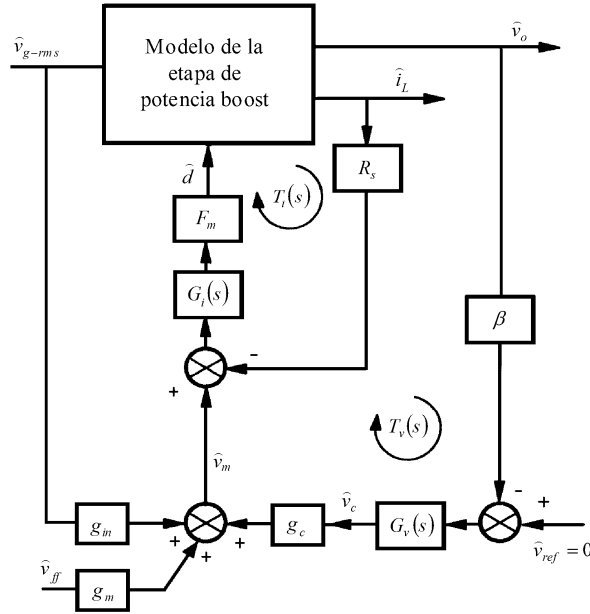 v̂g-rms
Modelo de la
etapa de
potencia boost
v̂o
îL
d̂
Rs
Ti(s)
Fm
Gi(s)
β
-
+
Tv(s)
v̂m
v̂c
-
+
gin
gc
Gv(s)
+
+
+
v̂ref = 0
v̂ff
gm